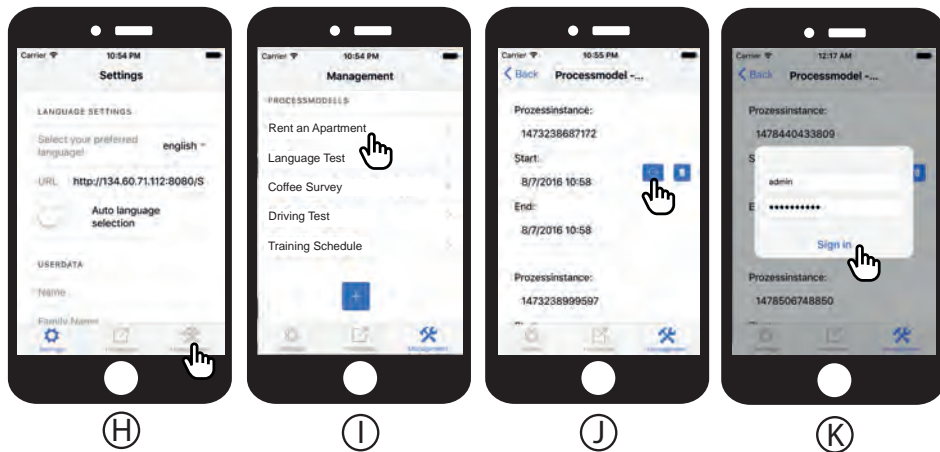 Carrier 10:54 PM
Settings
LANGUAGE SETTINGS
Select your preferred
language!
english
URL http://134.60.71.112:8080/S
Auto language
selection
USERDATA
Name
Family Name
Settings
H
Carrier 10:54 PM
Management
PROCESSMODELLS
Rent an Apartment
Language Test
Coffee Survey
Driving Test
Training Schedule
+
Management
I
Carrier 10:55 PM
Back Processmodel -...
Prozessinstance:
1473238687172
Start:
8/7/2016 10:58
End:
8/7/2016 10:58
Prozessinstance:
1473238999597
Management
J
Carrier 12:17 AM
Back Processmodel -...
Prozessinstance:
1478440433809
S
admin
E
••••••••••
Sign in
Prozessinstance:
1478506748850
Management
K